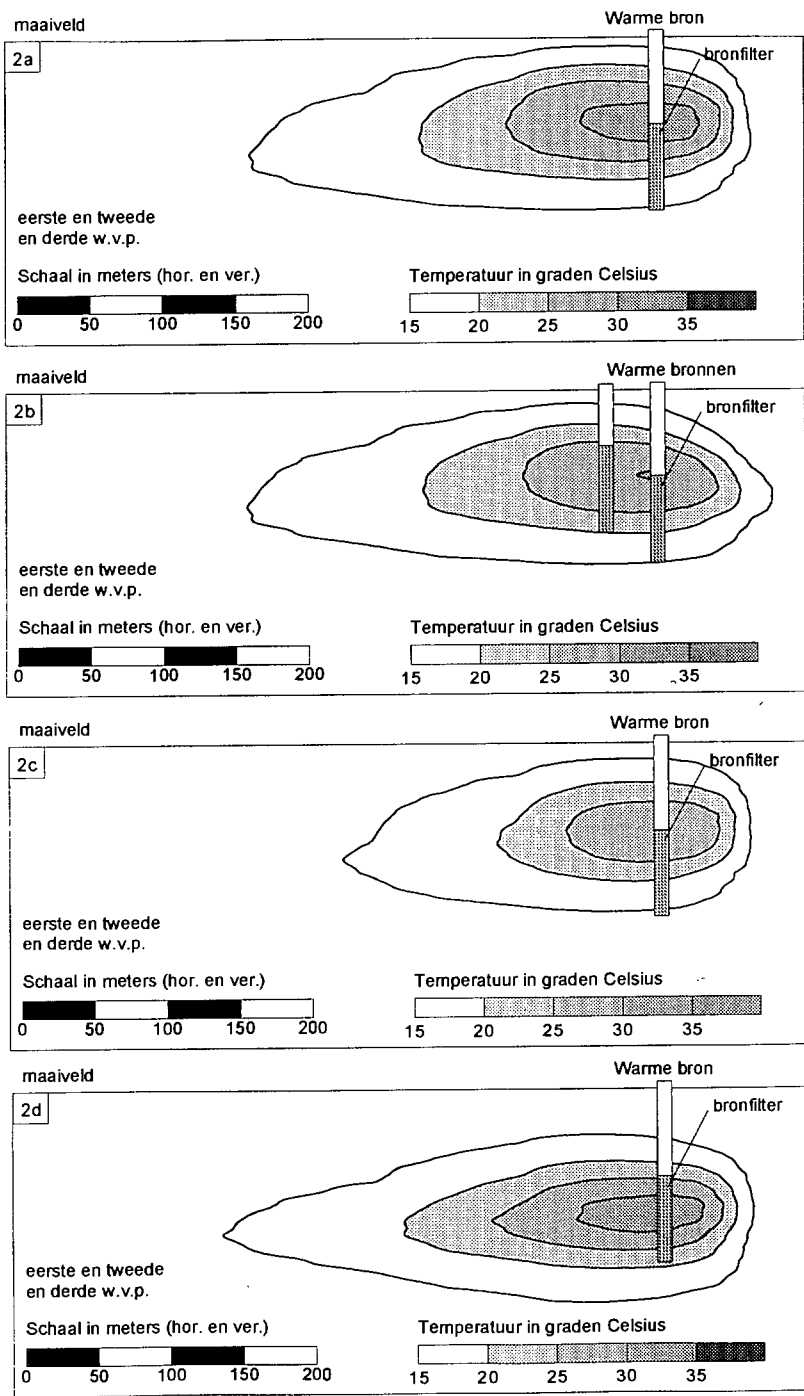 maaiveld
Warme bron
2a
bronfilter
eerste en tweede
en derde w.v.p.
Schaal in meters (hor. en ver.)
Temperatuur in graden Celsius
0 50 100 150 200
15 20 25 30 35
maaiveld
Warme bronnen
2b
bronfilter
eerste en tweede
en derde w.v.p.
Schaal in meters (hor. en ver.)
Temperatuur in graden Celsius
0 50 100 150 200
15 20 25 30 35
maaiveld
Warme bron
2c
bronfilter
eerste en tweede
en derde w.v.p.
Schaal in meters (hor. en ver.)
Temperatuur in graden Celsius
0 50 100 150 200
15 20 25 30 35
maaiveld
Warme bron
2d
bronfilter
eerste en tweede
en derde w.v.p.
Schaal in meters (hor. en ver.)
Temperatuur in graden Celsius
0 50 100 150 200
15 20 25 30 35